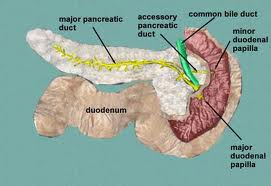 major pancreatic
duct
accessory
pancreatic
duct
common bile duct
minor
duodenal
papilla
duodenum
major
duodenal
papilla